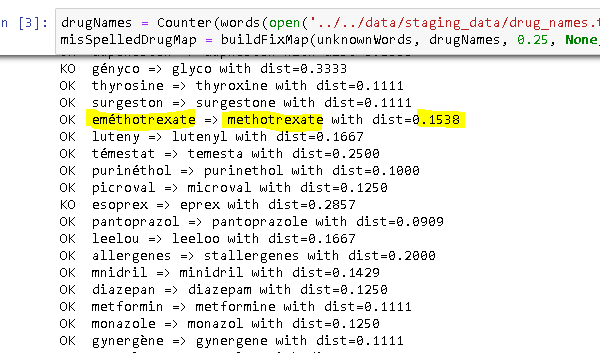 n [3]: drugNames = Counter(words(open('../../data/staging_data/drug_names.t
misSpelledDrugMap = buildFixMap(unknownWords, drugNames, 0.25, None,
KO gényco => glyco with dist=0.3333
OK thyrosine => thyroxine with dist=0.1111
OK surgeston => surgestone with dist=0.1111
OK eméthotrexate => methotrexate with dist=0.1538
OK luteny => lutenyl with dist=0.1667
OK témestat => temesta with dist=0.2500
OK purinéthol => purinethol with dist=0.1000
OK picroval => microval with dist=0.1250
KO esoprex => eprex with dist=0.2857
OK pantoprazol => pantoprazole with dist=0.0909
OK leelou => leeloo with dist=0.1667
OK allergenes => stallergenes with dist=0.2000
OK mnidril => minidril with dist=0.1429
OK diazepan => diazepam with dist=0.1250
OK metformin => metformine with dist=0.1111
OK monazole => monazol with dist=0.1250
OK gynergène => gynergene with dist=0.1111